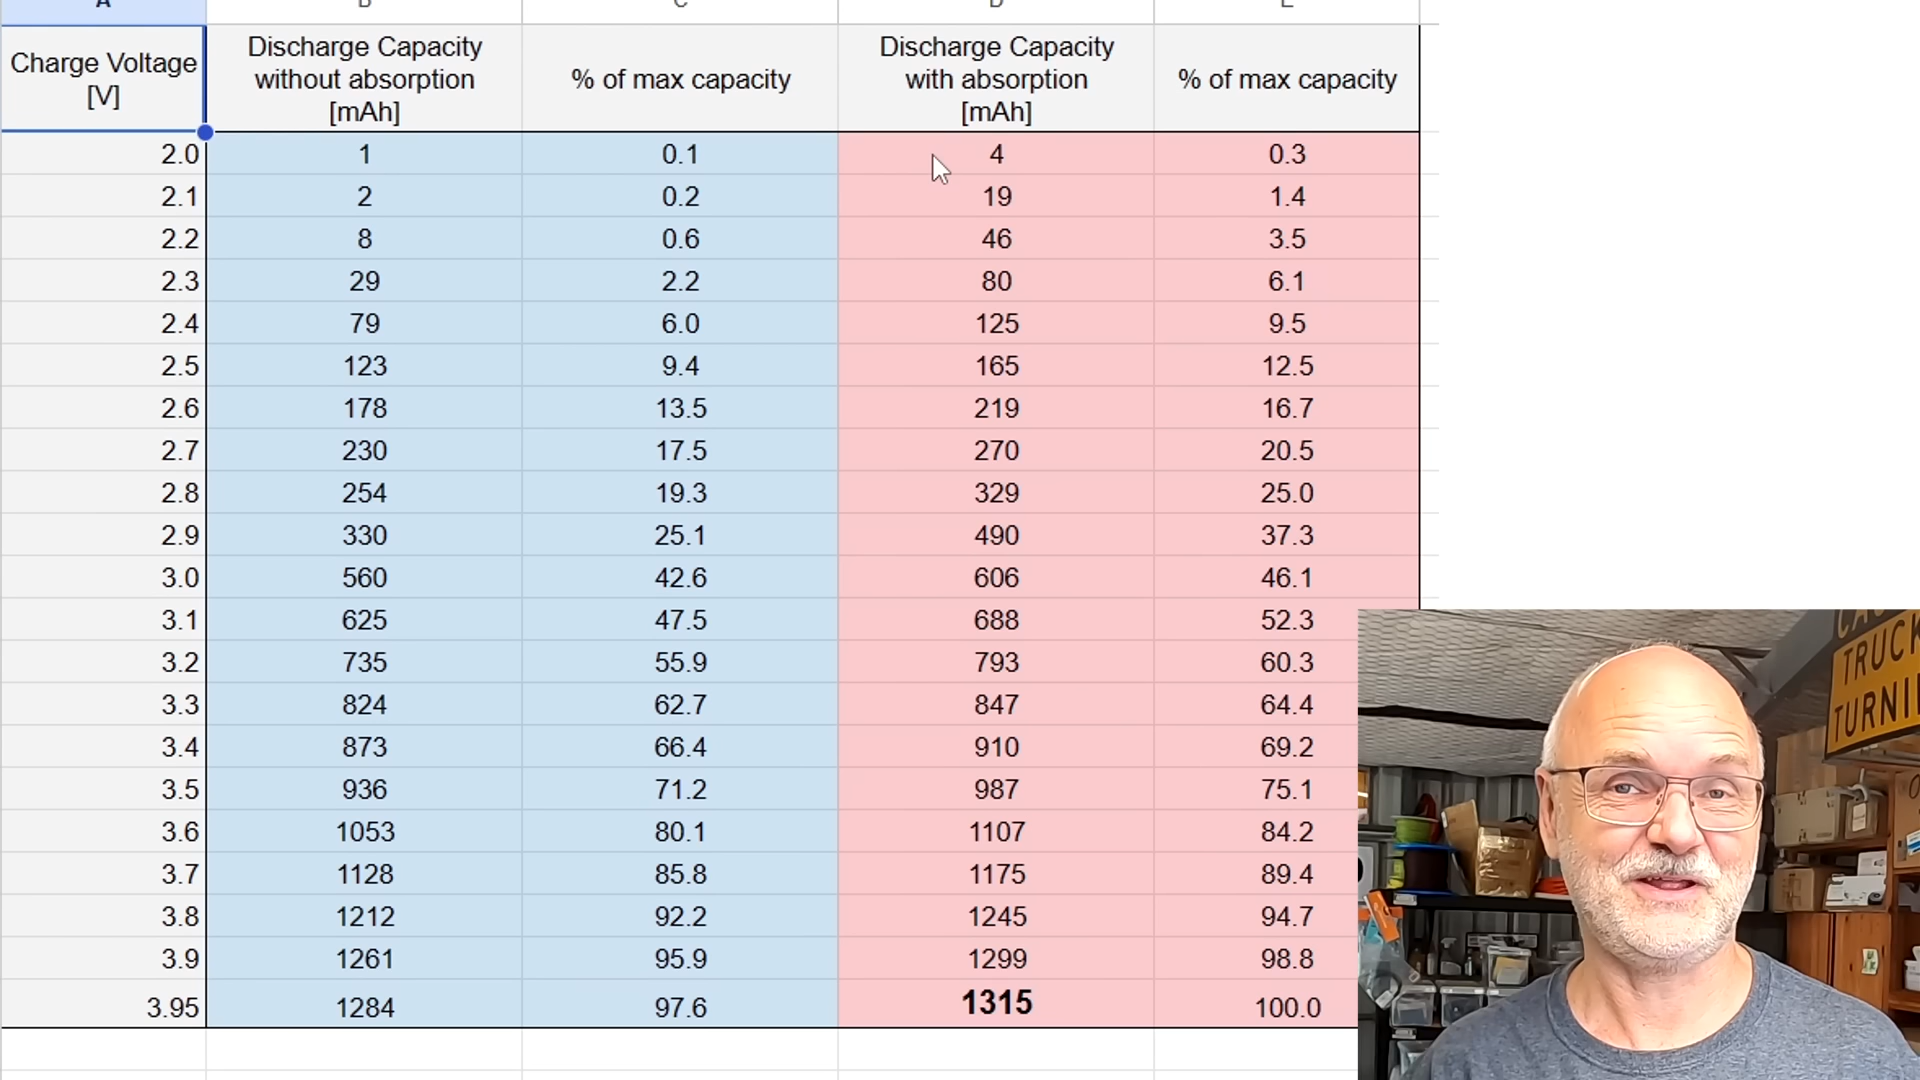 A B C D E
Charge Voltage
[V]
Discharge Capacity
without absorption
[mAh]
% of max capacity
Discharge Capacity
with absorption
[mAh]
% of max capacity
2.0 1 0.1 4 0.3
2.1 2 0.2 19 1.4
2.2 8 0.6 46 3.5
2.3 29 2.2 80 6.1
2.4 79 6.0 125 9.5
2.5 123 9.4 165 12.5
2.6 178 13.5 219 16.7
2.7 230 17.5 270 20.5
2.8 254 19.3 329 25.0
2.9 330 25.1 490 37.3
3.0 560 42.6 606 46.1
3.1 625 47.5 688 52.3
3.2 735 55.9 793 60.3
3.3 824 62.7 847 64.4
3.4 873 66.4 910 69.2
3.5 936 71.2 987 75.1
3.6 1053 80.1 1107 84.2
3.7 1128 85.8 1175 89.4
3.8 1212 92.2 1245 94.7
3.9 1261 95.9 1299 98.8
3.95 1284 97.6 1315 100.0
TRUCK
TURNI